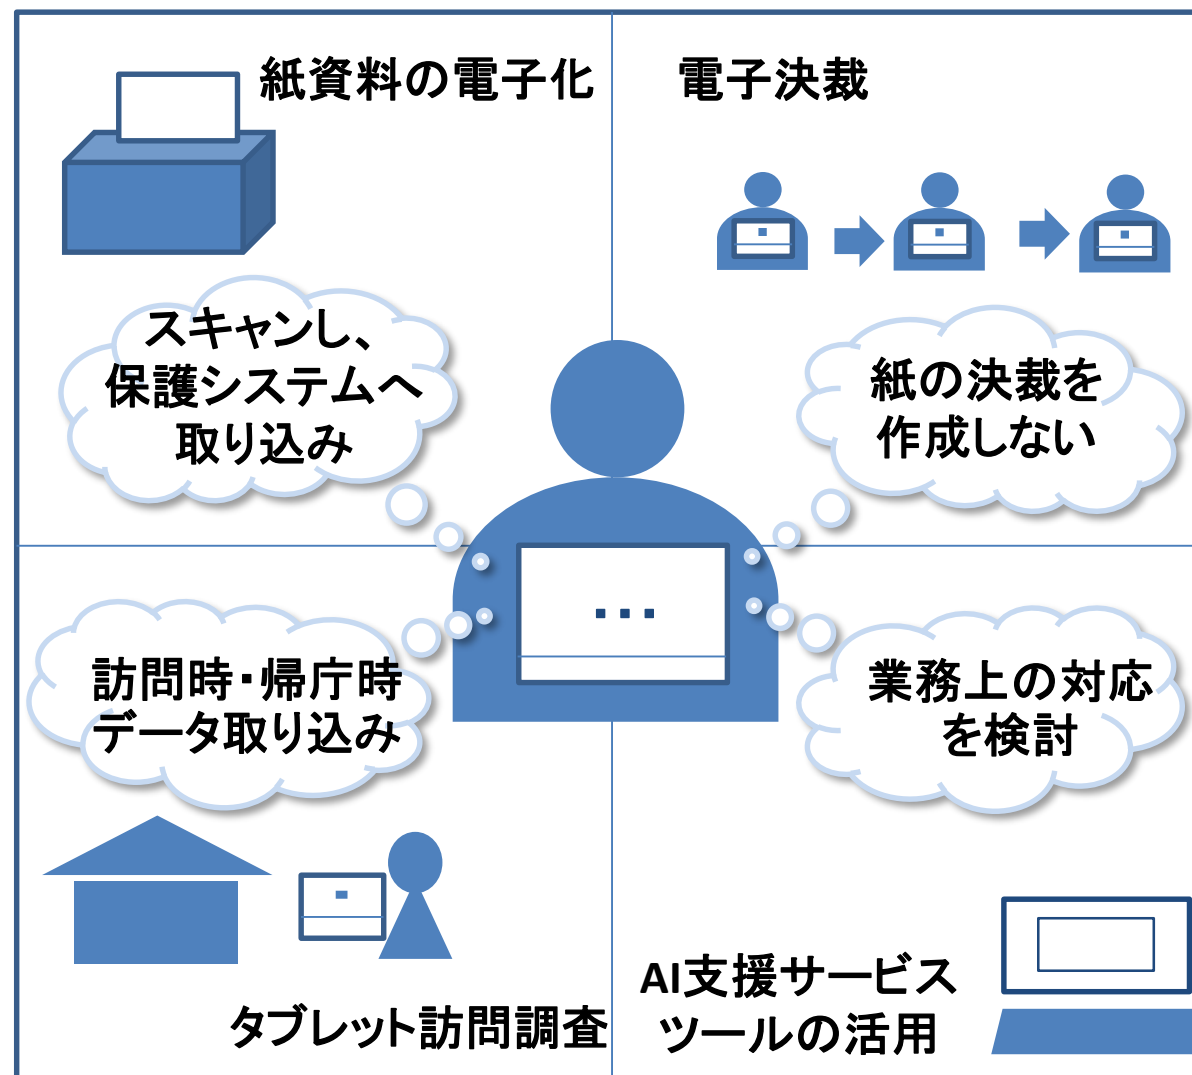 紙資料の電子化
電子決裁
スキャンし、
保護システムへ
取り込み
紙の決裁を
作成しない
訪問時・帰庁時
データ取り込み
業務上の対応
を検討
タブレット訪問調査
AI支援サービス
ツールの活用